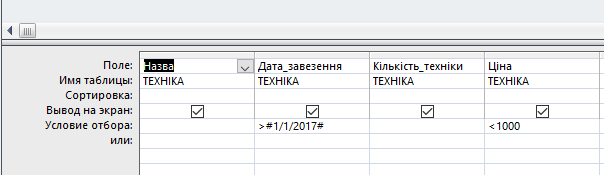 Поле: Назва Дата_завезення Кількість_техніки Ціна
Имя таблицы: ТЕХНІКА ТЕХНІКА ТЕХНІКА ТЕХНІКА
Сортировка:
Вывод на экран:
Условие отбора: >#1/1/2017# <1000
или: